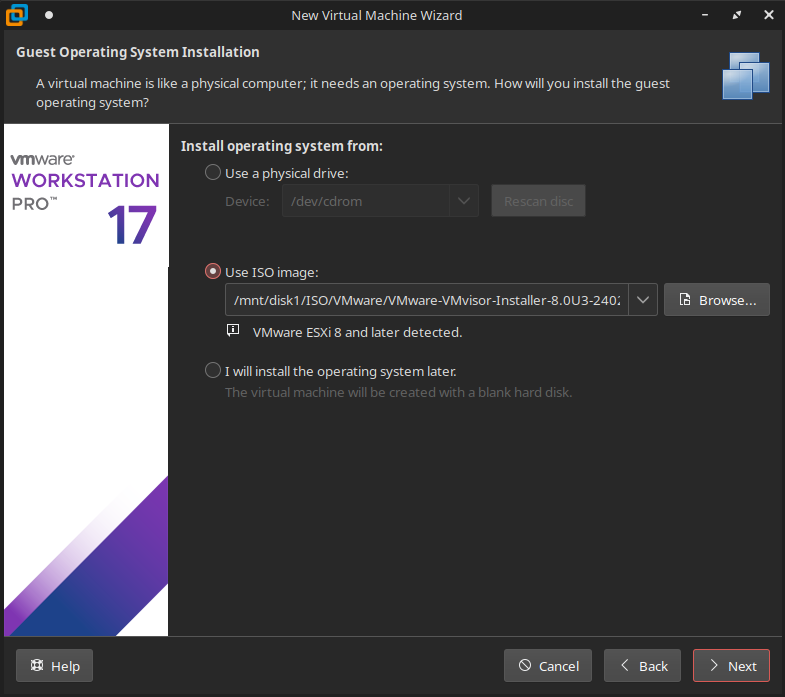 New Virtual Machine Wizard
Guest Operating System Installation
A virtual machine is like a physical computer; it needs an operating system. How will you install the guest
operating system?
vmware®
WORKSTATION
PRO™
17
Install operating system from:
Use a physical drive:
Device: /dev/cdrom Rescan disc
Use ISO image:
/mnt/disk1/ISO/VMware/VMware-VMvisor-Installer-8.0U3-2402 Browse...
VMware ESXi 8 and later detected.
I will install the operating system later.
The virtual machine will be created with a blank hard disk.
Help Cancel Back Next